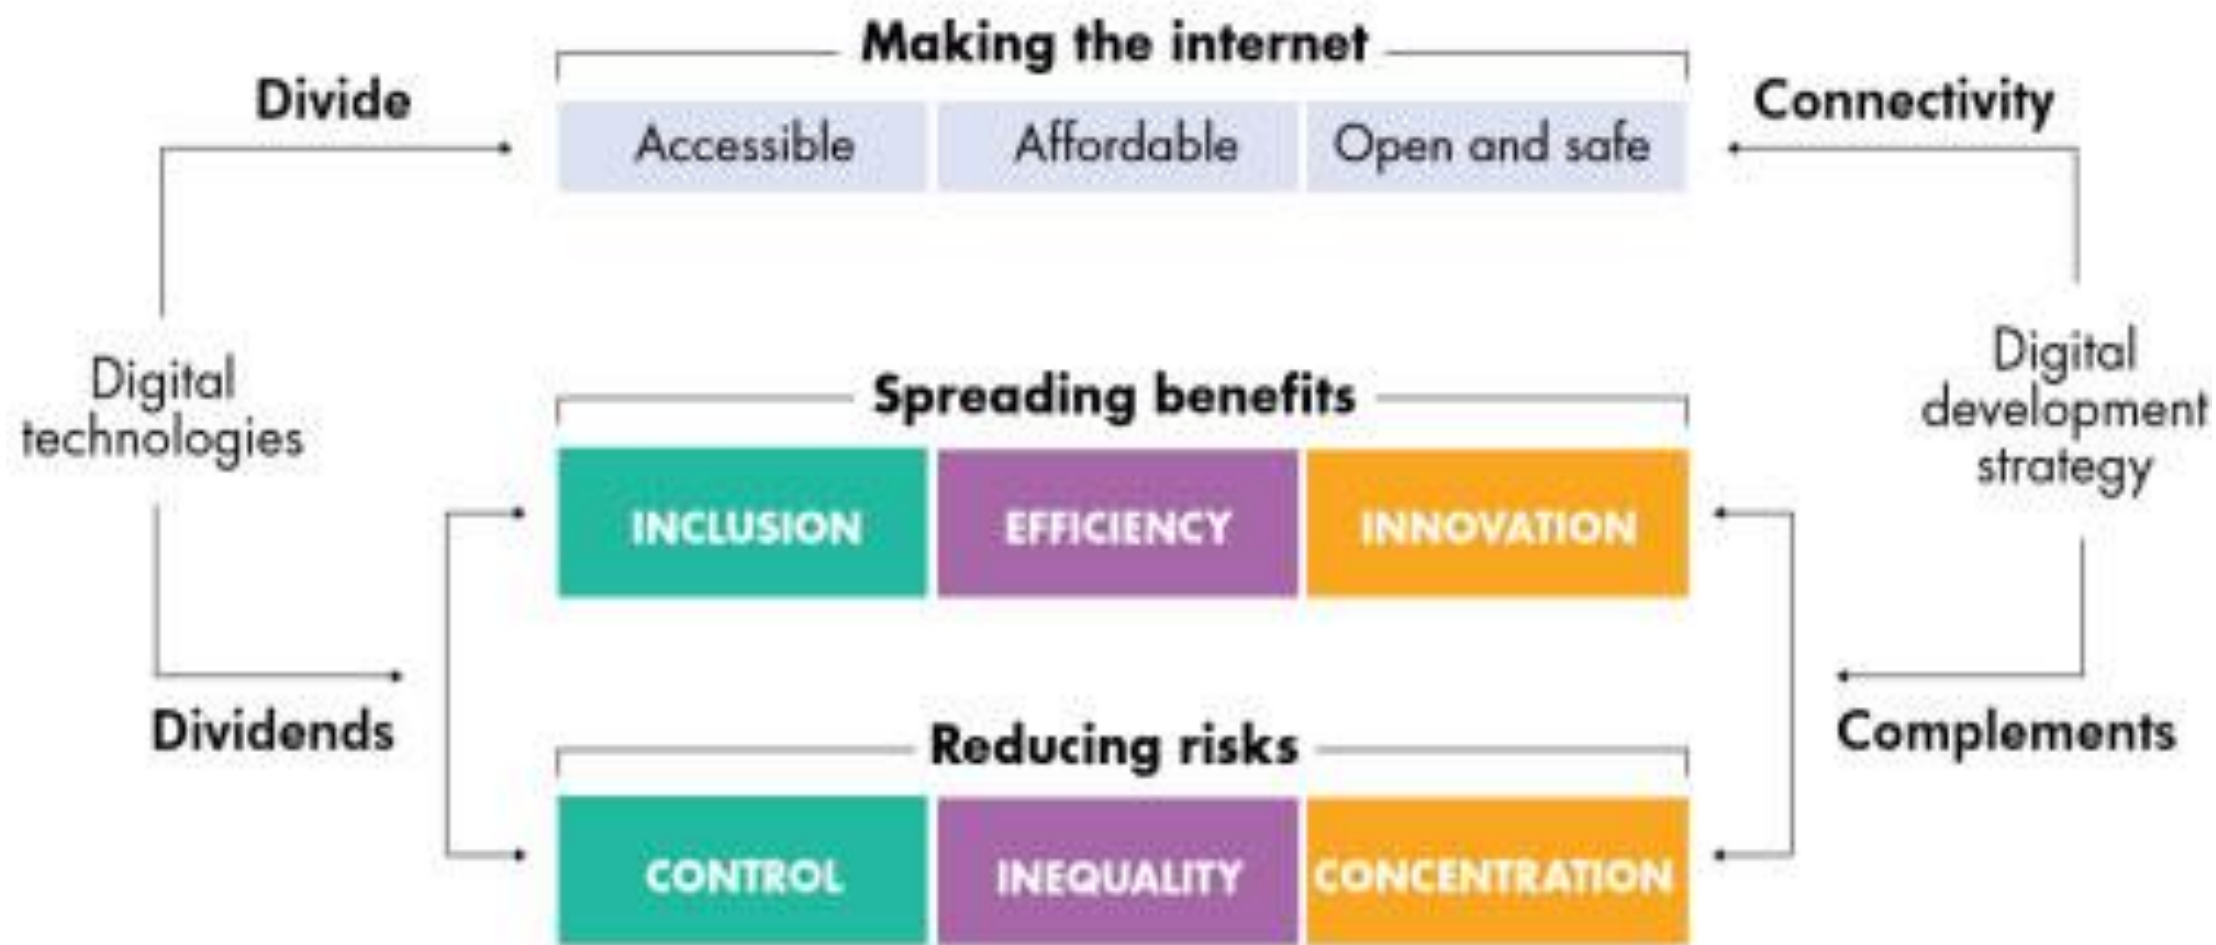 Making the internet
Divide
Connectivity
Accessible
Affordable
Open and safe
Digital
technologies
Digital
development
strategy
Spreading benefits
INCLUSION
EFFICIENCY
INNOVATION
Dividends
Complements
Reducing risks
CONTROL
INEQUALITY
CONCENTRATION